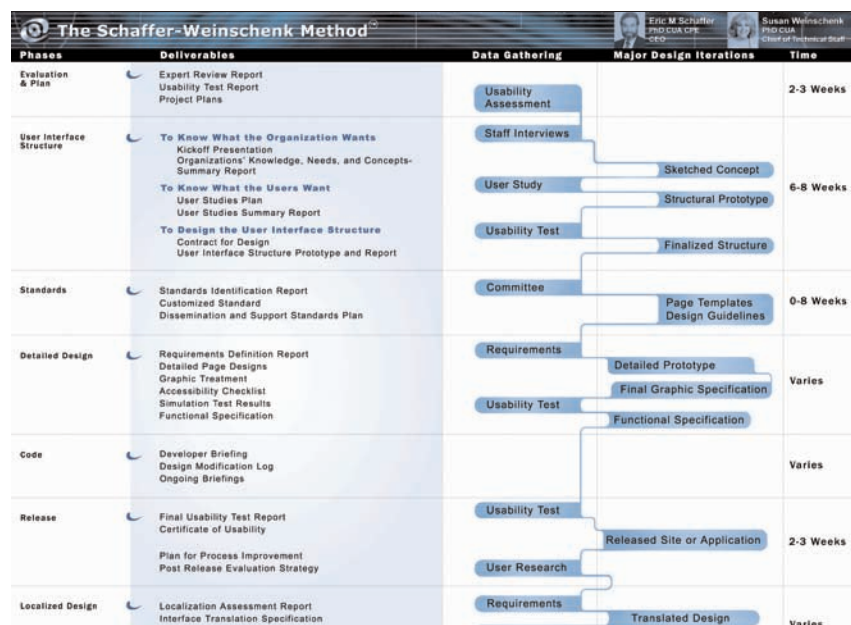 The Schaffer-Weinschenk Method™
Eric M Schaffer
PhD CUA CPE
CEO
Susan Weinschenk
PhD CUA
Chief of Technical Staff
Phases Deliverables Data Gathering Major Design Iterations Time
Evaluation
& Plan
Expert Review Report
Usability Test Report
Project Plans
Usability
Assessment
2-3 Weeks
User Interface
Structure
To Know What the Organization Wants
Kickoff Presentation
Organizations' Knowledge, Needs, and Concepts-
Summary Report
To Know What the Users Want
User Studies Plan
User Studies Summary Report
To Design the User Interface Structure
Contract for Design
User Interface Structure Prototype and Report
Staff Interviews
Sketched Concept
User Study
Structural Prototype
Usability Test
Finalized Structure
6-8 Weeks
Standards
Standards Identification Report
Customized Standard
Dissemination and Support Standards Plan
Committee
Page Templates
Design Guidelines
0-8 Weeks
Detailed Design
Requirements Definition Report
Detailed Page Designs
Graphic Treatment
Accessibility Checklist
Simulation Test Results
Functional Specification
Requirements
Detailed Prototype
Final Graphic Specification
Usability Test
Functional Specification
Varies
Code
Developer Briefing
Design Modification Log
Ongoing Briefings
Varies
Release
Final Usability Test Report
Certificate of Usability
Plan for Process Improvement
Post Release Evaluation Strategy
Usability Test
Released Site or Application
User Research
2-3 Weeks
Localized Design
Localization Assessment Report
Interface Translation Specification
Requirements
Translated Design
Varies